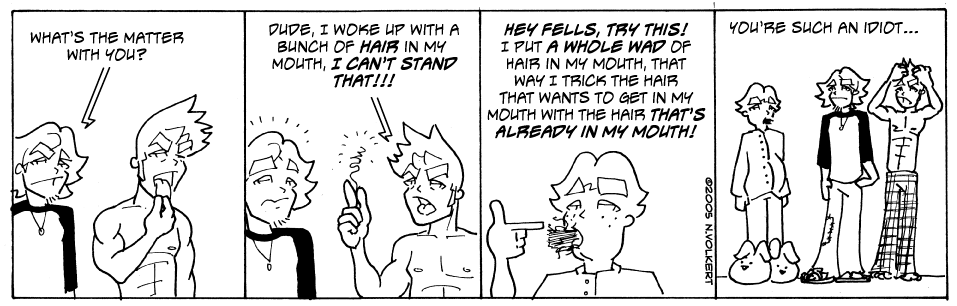 WHAT'S THE MATTER
WITH YOU?
DUDE, I WOKE UP WITH A
BUNCH OF HAIR IN MY
MOUTH, I CAN'T STAND
THAT!!!
HEY FELLS, TRY THIS!
I PUT A WHOLE WAD OF
HAIR IN MY MOUTH, THAT
WAY I TRICK THE HAIR
THAT WANTS TO GET IN MY
MOUTH WITH THE HAIR THAT'S
ALREADY IN MY MOUTH!
YOU'RE SUCH AN IDIOT...
©2005 N.VOLKERT